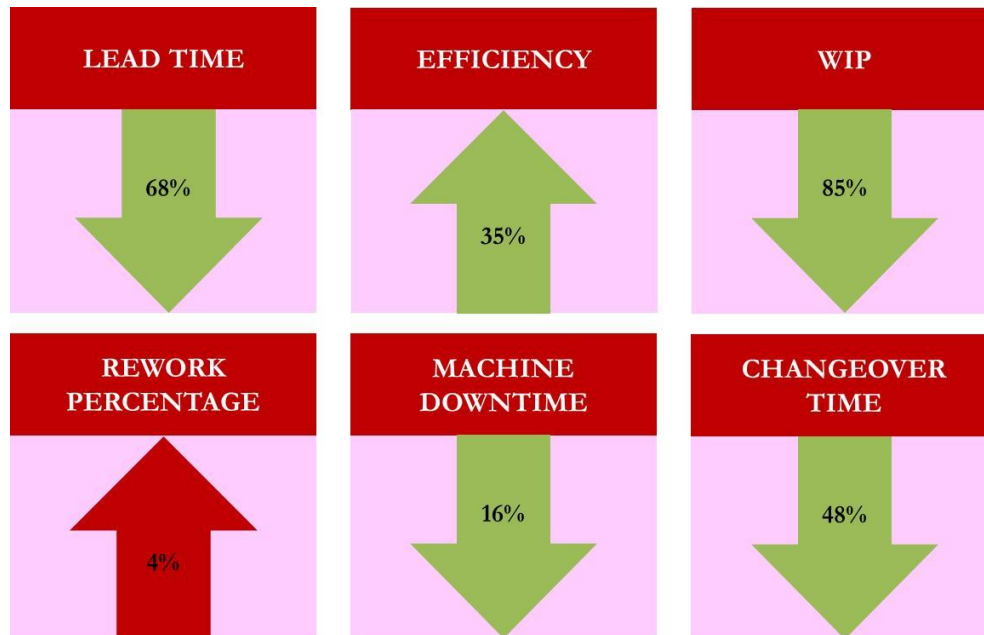 LEAD TIME
68%
EFFICIENCY
35%
WIP
85%
REWORK
PERCENTAGE
4%
MACHINE
DOWNTIME
16%
CHANGEOVER
TIME
48%